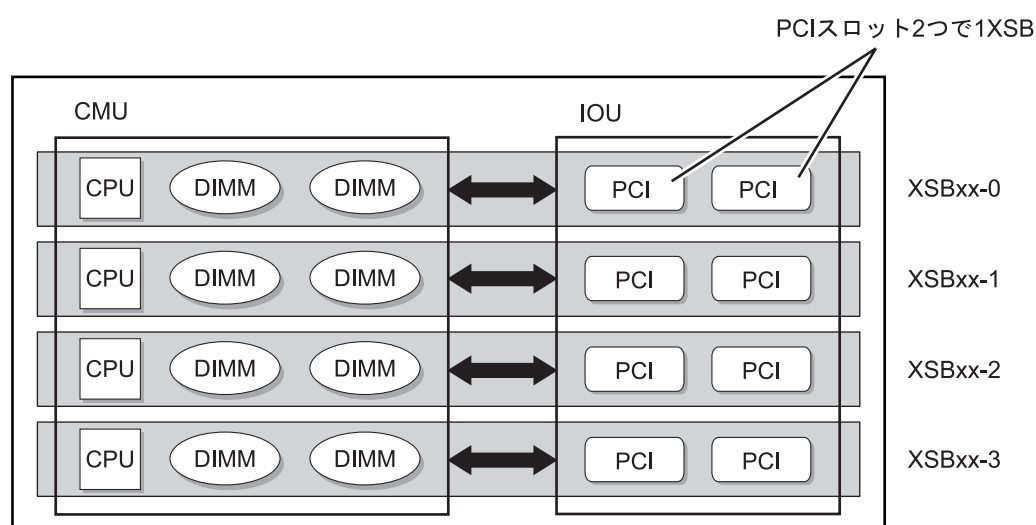 PCIスロット2つで1XSB
CMU IOU
CPU DIMM DIMM PCI PCI XSBxx-0
CPU DIMM DIMM PCI PCI XSBxx-1
CPU DIMM DIMM PCI PCI XSBxx-2
CPU DIMM DIMM PCI PCI XSBxx-3